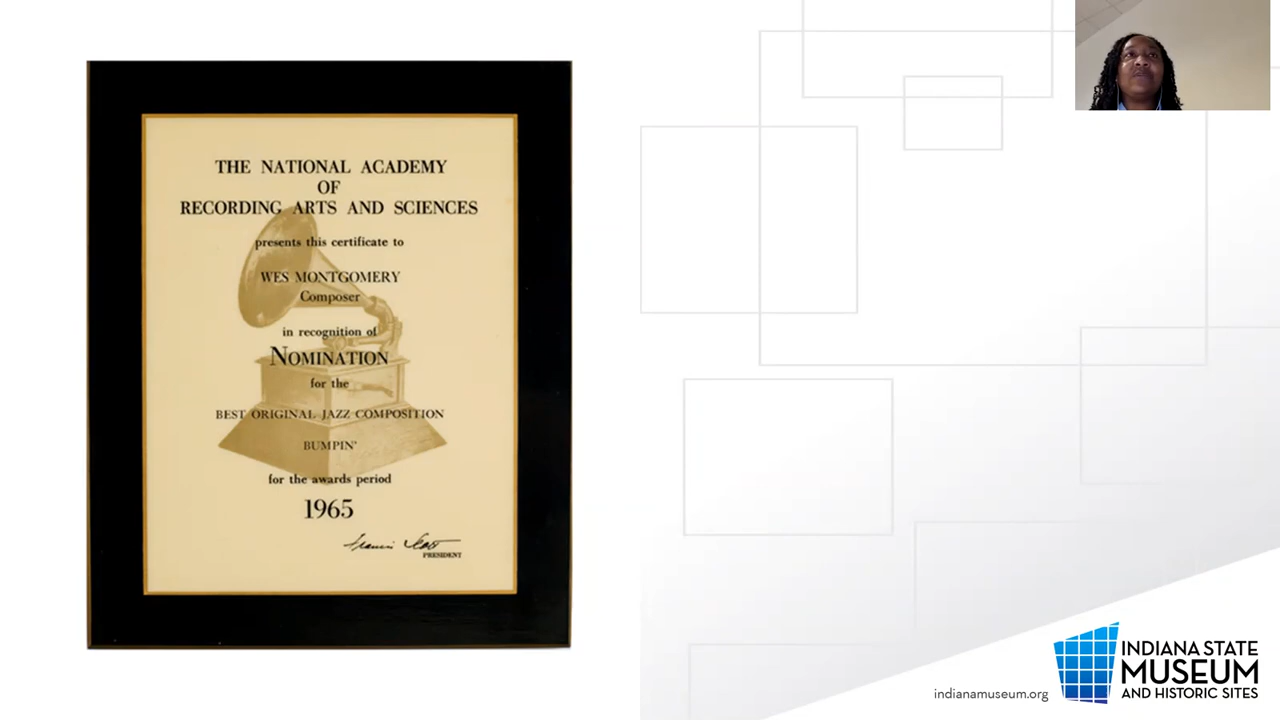 THE NATIONAL ACADEMY
OF
RECORDING ARTS AND SCIENCES
presents this certificate to
WES MONTGOMERY
Composer
in recognition of
NOMINATION
for the
BEST ORIGINAL JAZZ COMPOSITION
BUMPIN'
for the awards period
1965
PRESIDENT
indianamuseum.org
INDIANA STATE
MUSEUM
AND HISTORIC SITES